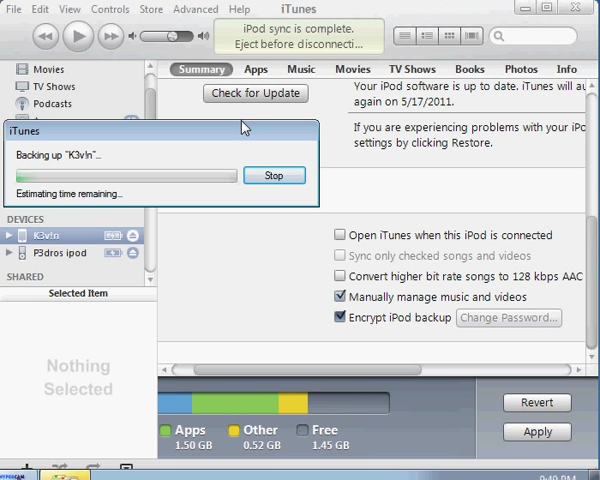 File Edit View Controls Store Advanced Help
iTunes
iPod sync is complete.
Eject before disconnecti...
Movies
TV Shows
Podcasts
Summary Apps Music Movies TV Shows Books Photos Info
Check for Update
Your iPod software is up to date. iTunes will au
again on 5/17/2011.
If you are experiencing problems with your iPo
settings by clicking Restore.
iTunes
Backing up "K3v!n"...
Stop
Estimating time remaining...
DEVICES
K3v!n
P3dros ipod
SHARED
Selected Item
Nothing
Selected
Open iTunes when this iPod is connected
Sync only checked songs and videos
Convert higher bit rate songs to 128 kbps AAC
Manually manage music and videos
Encrypt iPod backup Change Password...
Apps
1.50 GB
Other
0.52 GB
Free
1.45 GB
Revert
Apply